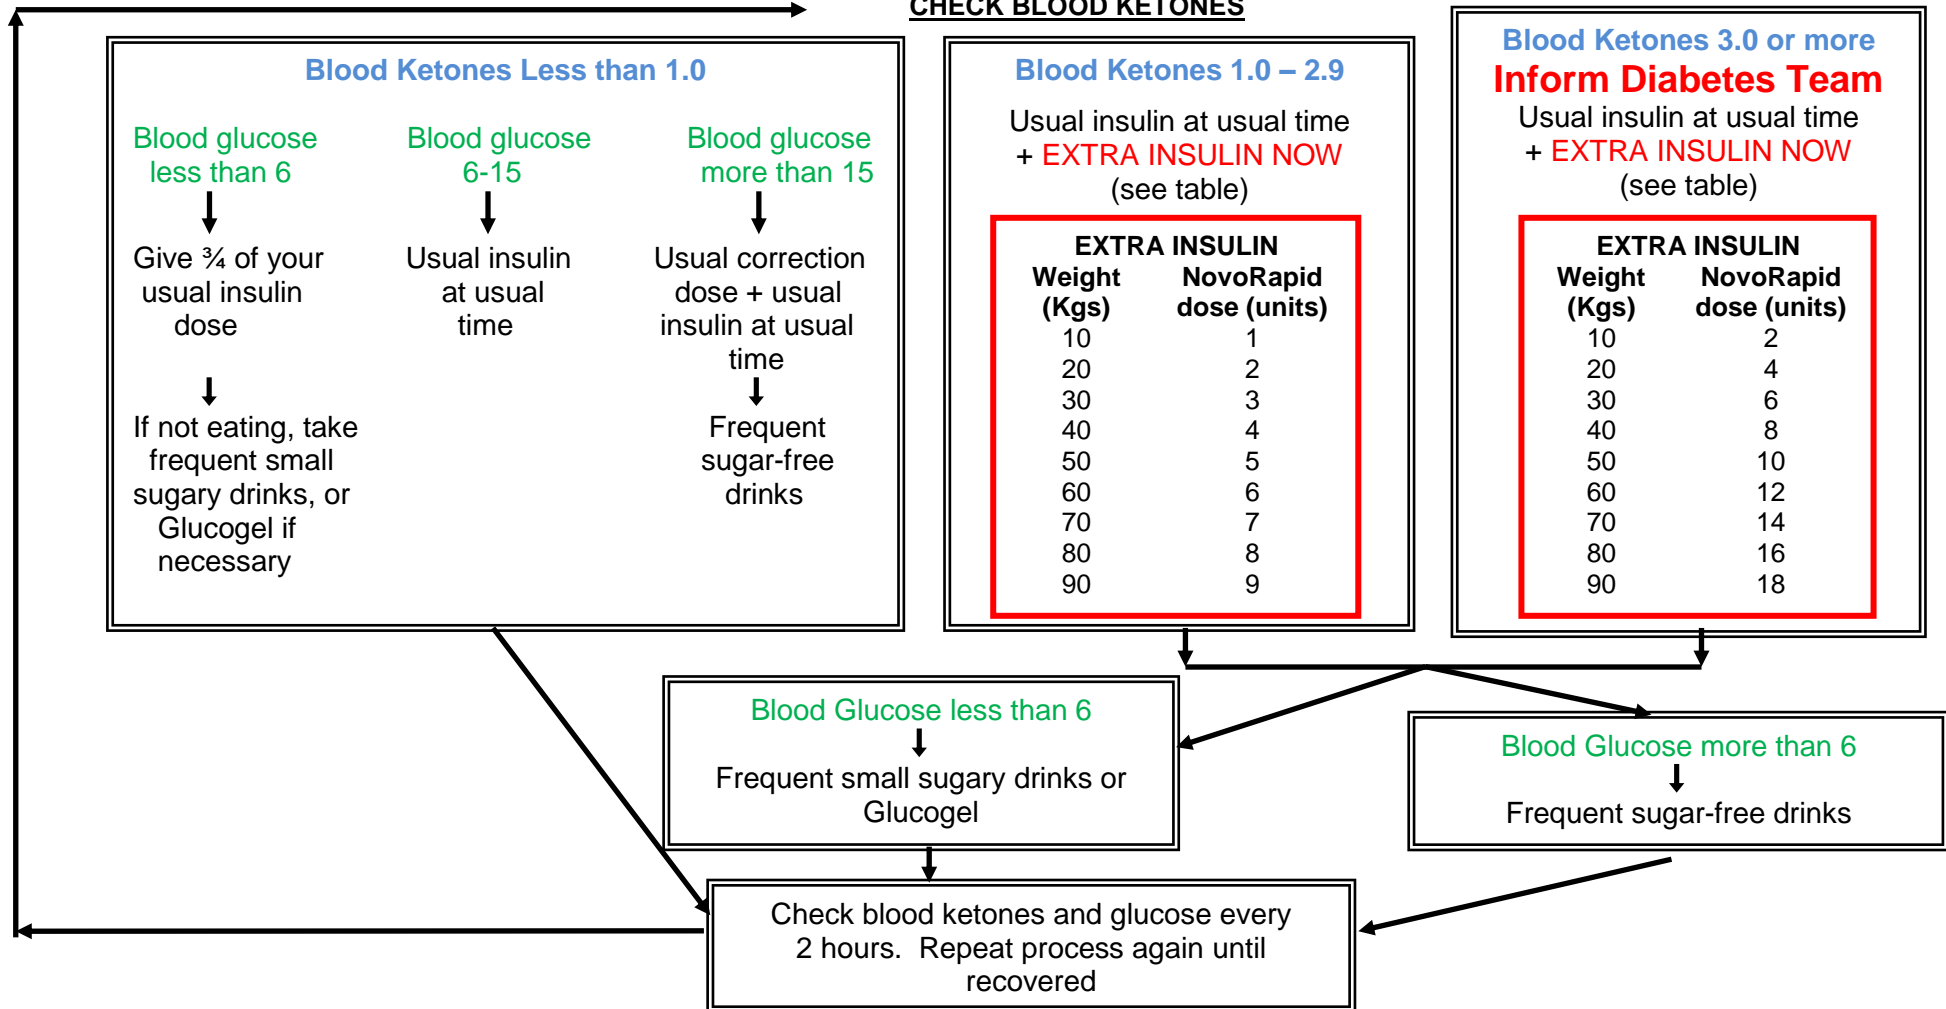 CHECK BLOOD KETONES
Blood Ketones Less than 1.0
Blood glucose
less than 6
Give ¾ of your
usual insulin
dose
If not eating, take
frequent small
sugary drinks, or
Glucogel if
necessary
Blood glucose
6-15
Usual insulin
at usual
time
Blood glucose
more than 15
Usual correction
dose + usual
insulin at usual
time
Frequent
sugar-free
drinks
Blood Ketones 1.0 – 2.9
Usual insulin at usual time
+ EXTRA INSULIN NOW
(see table)
EXTRA INSULIN
Weight NovoRapid
(Kgs) dose (units)
10 1
20 2
30 3
40 4
50 5
60 6
70 7
80 8
90 9
Blood Ketones 3.0 or more
Inform Diabetes Team
Usual insulin at usual time
+ EXTRA INSULIN NOW
(see table)
EXTRA INSULIN
Weight NovoRapid
(Kgs) dose (units)
10 2
20 4
30 6
40 8
50 10
60 12
70 14
80 16
90 18
Blood Glucose less than 6
Frequent small sugary drinks or
Glucogel
Blood Glucose more than 6
Frequent sugar-free drinks
Check blood ketones and glucose every
2 hours. Repeat process again until
recovered